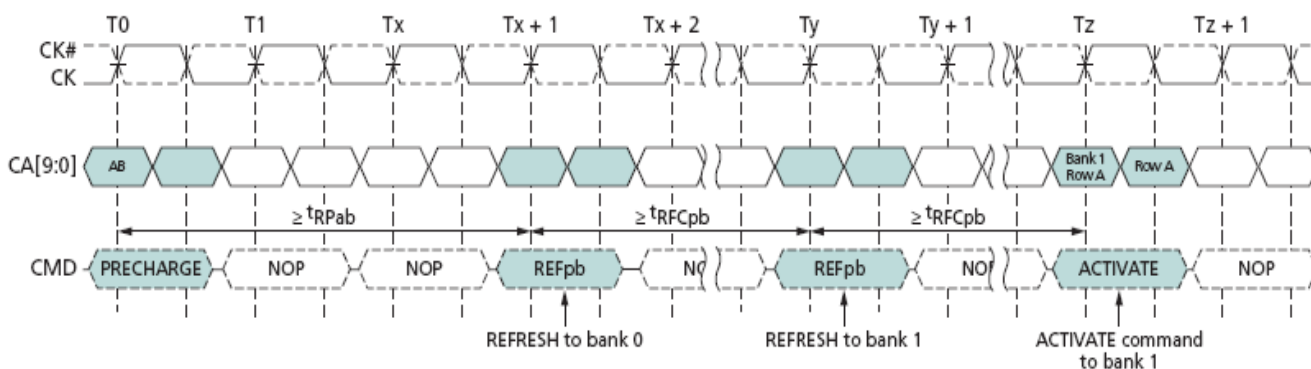 T0 T1 Tx Tx + 1 Tx + 2 Ty Ty + 1 Tz Tz + 1
CK#
CK
CA[9:0] AB Bank 1 Row A Row A
≥ tRPab ≥ tRFCpb ≥ tRFCpb
CMD PRECHARGE NOP NOP REFpb NO REFpb NOP ACTIVATE NOP
REFRESH to bank 0 REFRESH to bank 1 ACTIVATE command
to bank 1